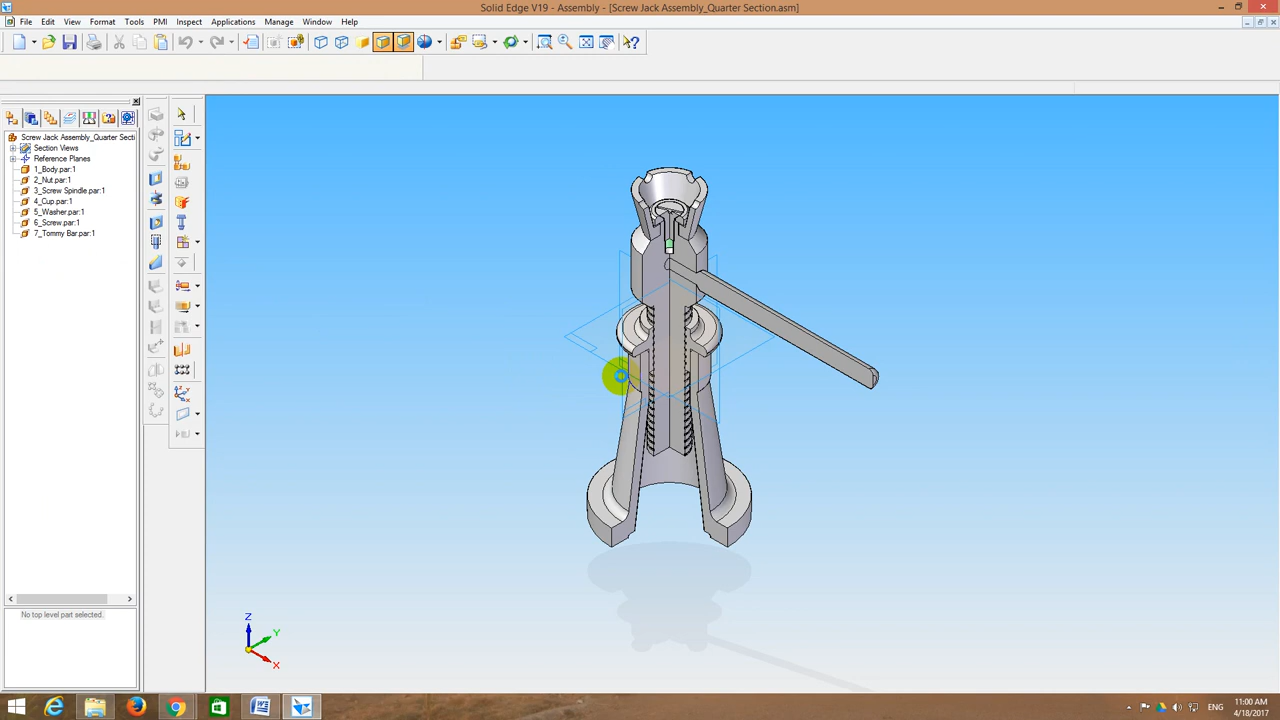 Solid Edge V19 - Assembly - [Screw Jack Assembly_Quarter Section.asm]
File Edit View Format Tools PMI Inspect Applications Manage Window Help
Screw Jack Assembly_Quarter Secti
Section Views
Reference Planes
1_Body.par:1
2_Nut.par:1
3_Screw Spindle.par:1
4_Cup.par:1
5_Washer.par:1
6_Screw.par:1
7_Tommy Bar.par:1
No top level part selected.
Z
Y
X
ENG
11:00 AM
4/18/2017